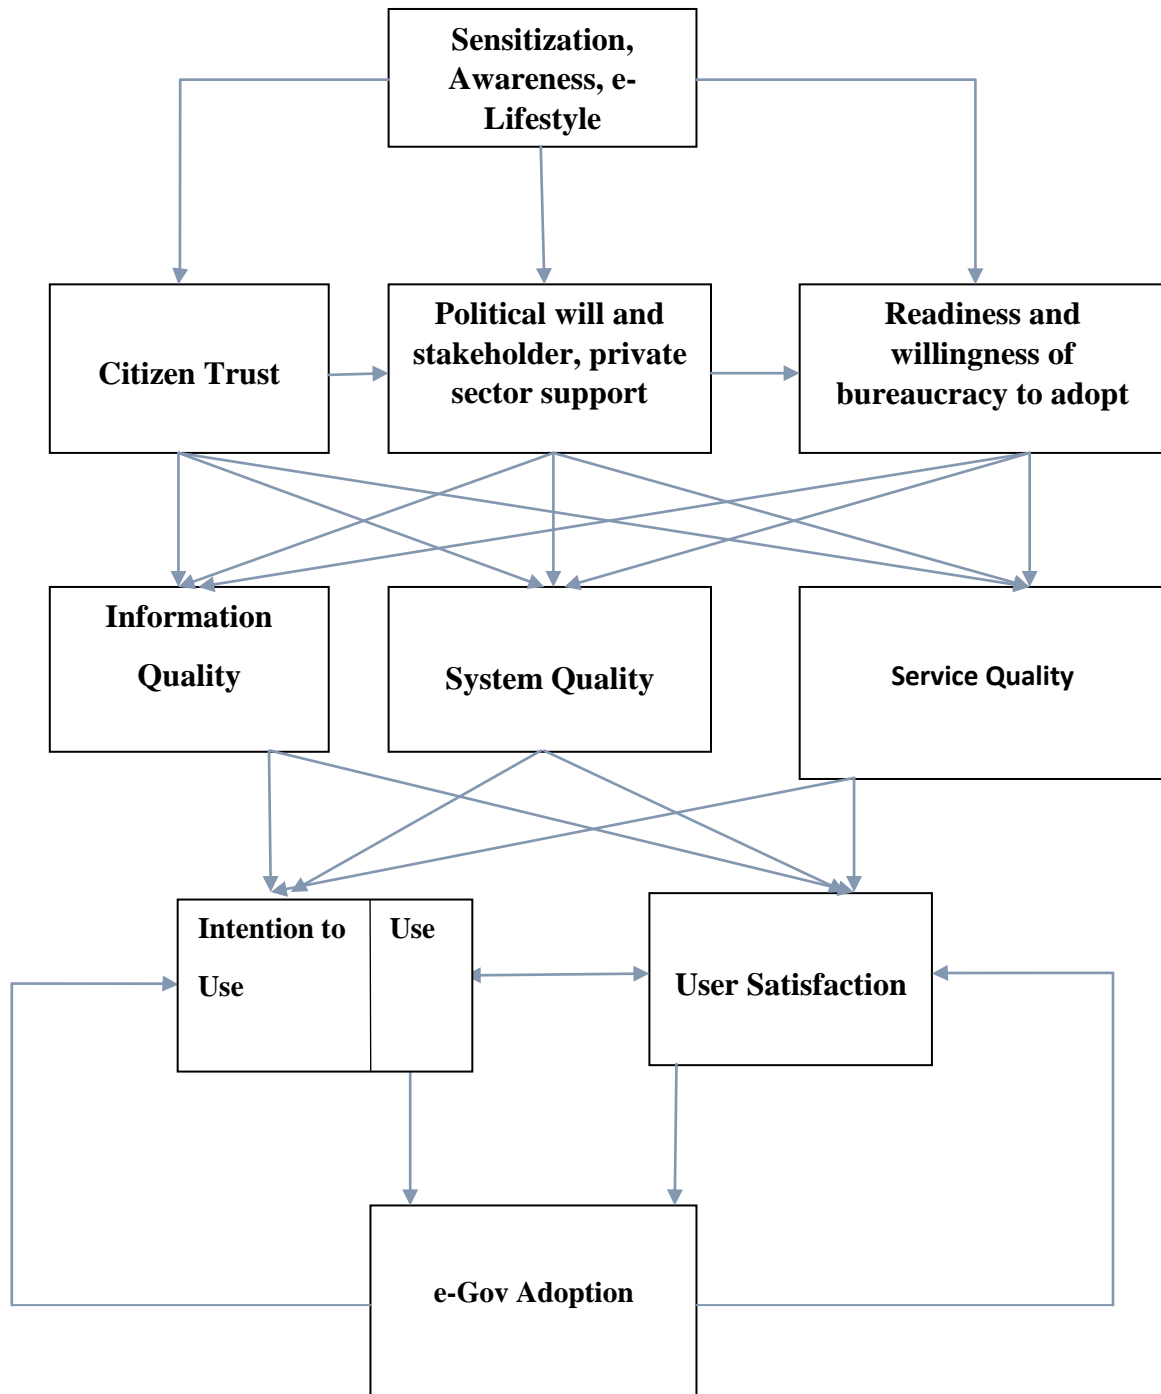 Sensitization,
Awareness, e-
Lifestyle
Citizen Trust
Political will and
stakeholder, private
sector support
Readiness and
willingness of
bureaucracy to adopt
Information
Quality
System Quality
Service Quality
Intention to
Use
Use
User Satisfaction
e-Gov Adoption